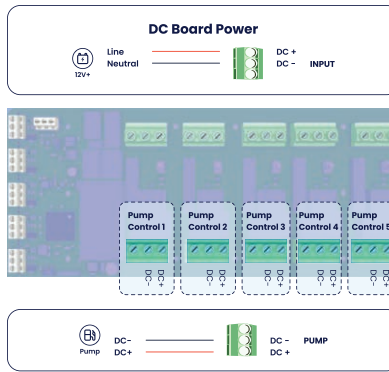 DC Board Power
Line
DC +
Neutral
DC -
INPUT
12V+
Pump
Control 1
Pump
Control 2
Pump
Control 3
Pump
Control 4
Pump
Control 5
DC -
DC +
DC -
DC +
DC -
DC +
DC -
DC +
DC -
DC +
DC-
DC -
PUMP
Pump
DC+
DC +